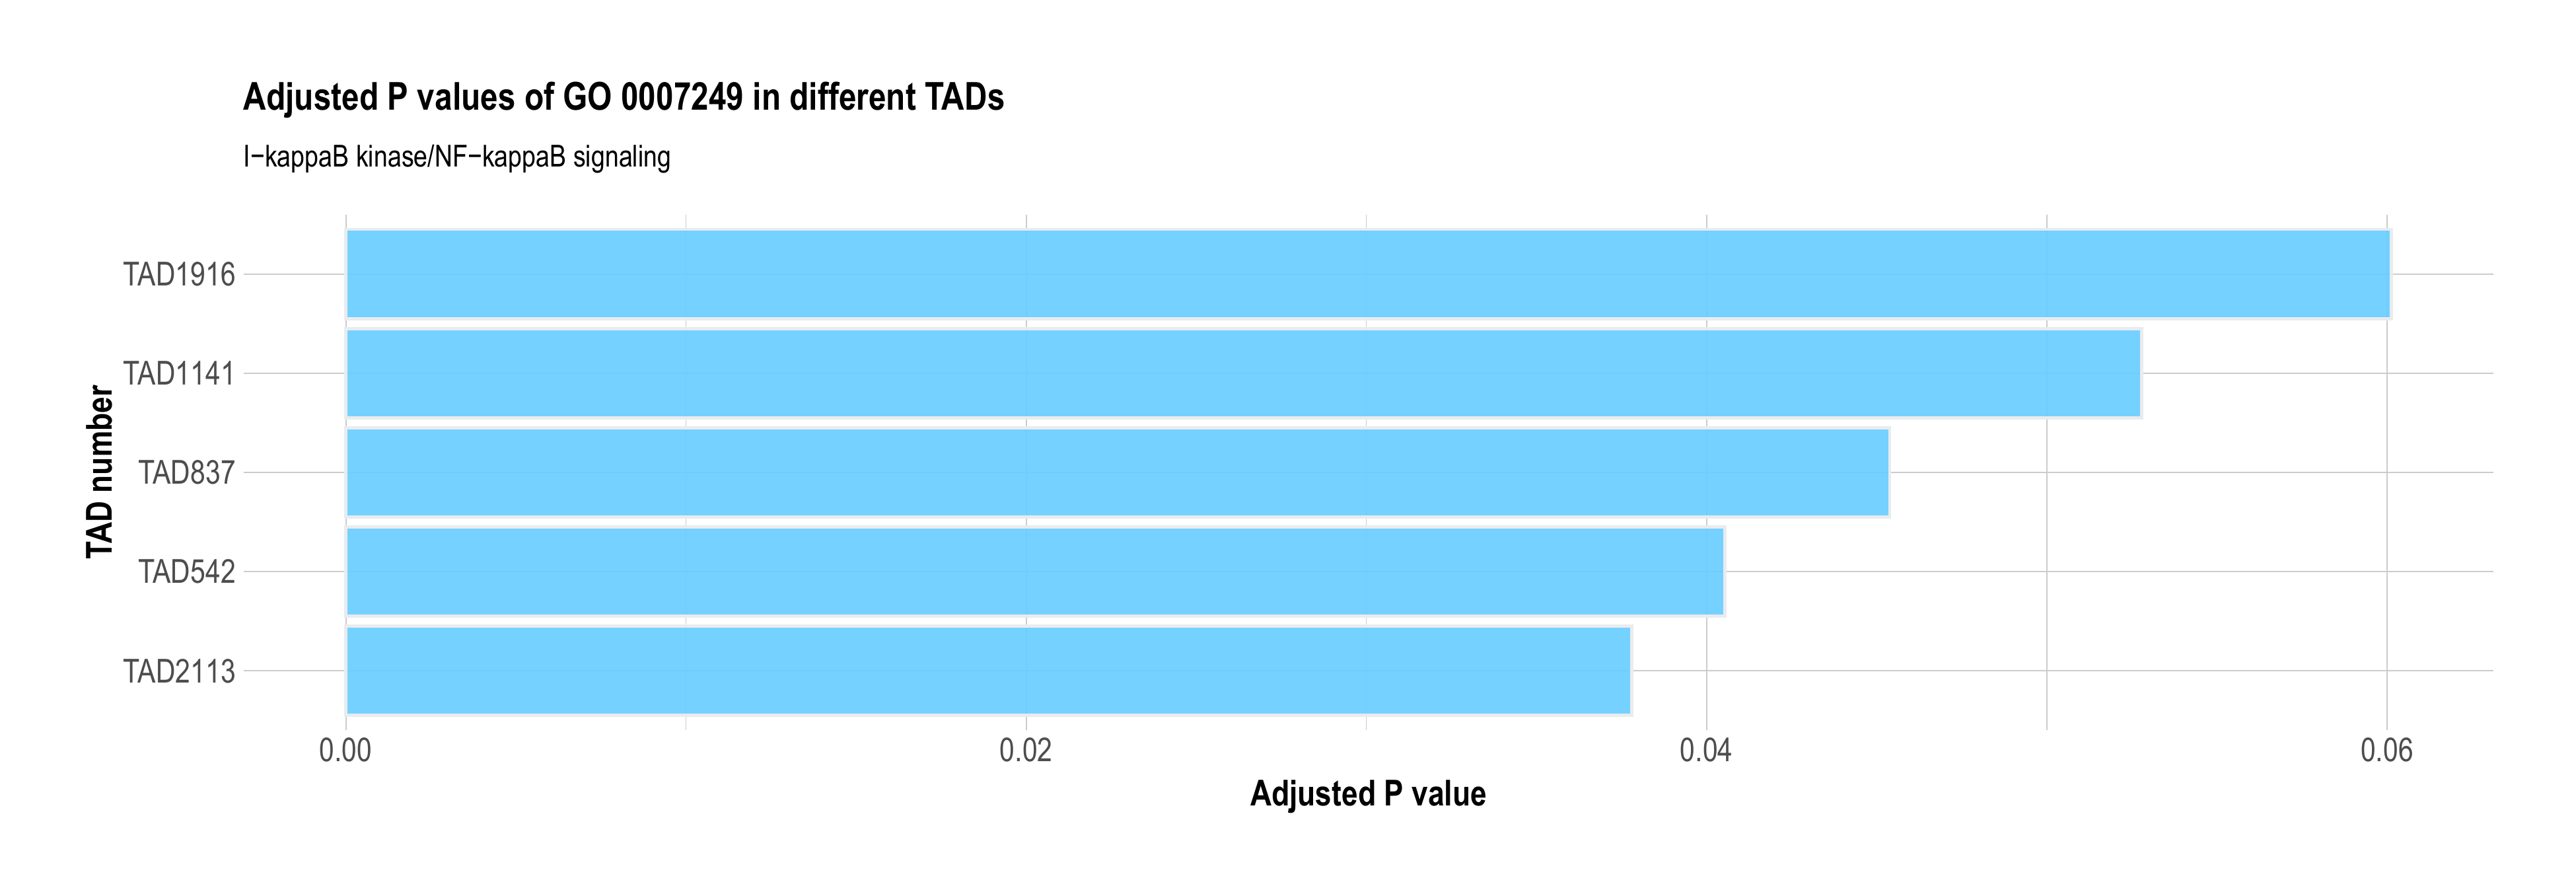 Adjusted P values of GO 0007249 in different TADs
I−kappaB kinase/NF−kappaB signaling
TAD number
TAD1916
TAD1141
TAD837
TAD542
TAD2113
0.00 0.02 0.04 0.06
Adjusted P value